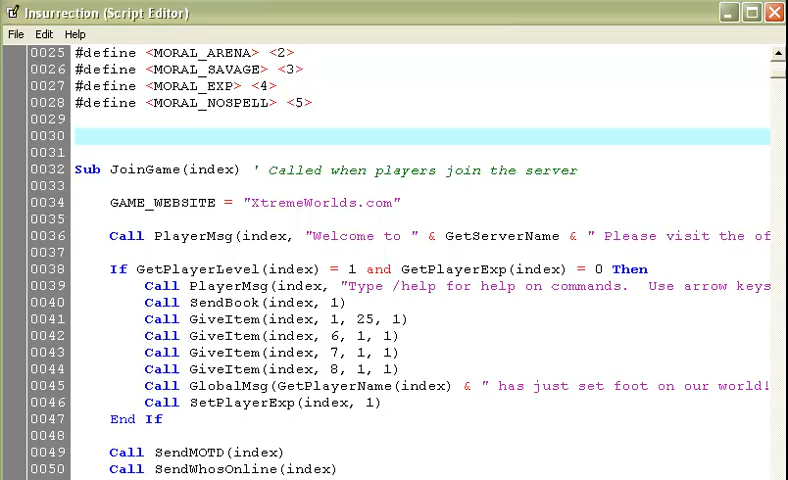 Insurrection (Script Editor)
File Edit Help
0025 #define <MORAL_ARENA> <2>
0026 #define <MORAL_SAVAGE> <3>
0027 #define <MORAL_EXP> <4>
0028 #define <MORAL_NOSPELL> <5>
0029
0030
0031
0032 Sub JoinGame(index) ' Called when players join the server
0033
0034 GAME_WEBSITE = "XtremeWorlds.com"
0035
0036 Call PlayerMsg(index, "Welcome to " & GetServerName & " Please visit the of
0037
0038 If GetPlayerLevel(index) = 1 and GetPlayerExp(index) = 0 Then
0039 Call PlayerMsg(index, "Type /help for help on commands.  Use arrow keys
0040 Call SendBook(index, 1)
0041 Call GiveItem(index, 1, 25, 1)
0042 Call GiveItem(index, 6, 1, 1)
0043 Call GiveItem(index, 7, 1, 1)
0044 Call GiveItem(index, 8, 1, 1)
0045 Call GlobalMsg(GetPlayerName(index) & " has just set foot on our world!
0046 Call SetPlayerExp(index, 1)
0047 End If
0048
0049 Call SendMOTD(index)
0050 Call SendWhosOnline(index)